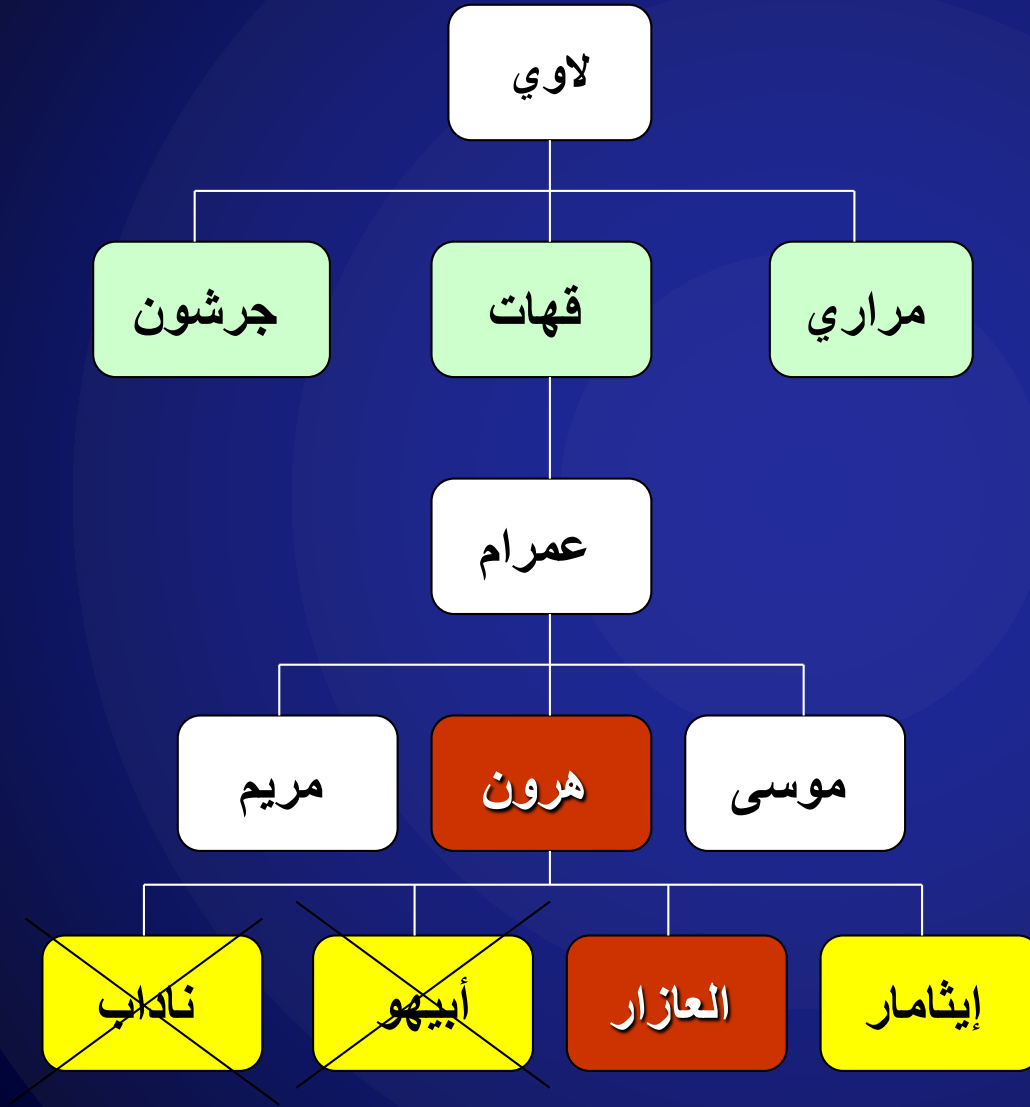 لاوي
مراري
قهات
جرشون
عمرام
موسى
هرون
مريم
إيثامار
العازار
أبيهو
ناداب